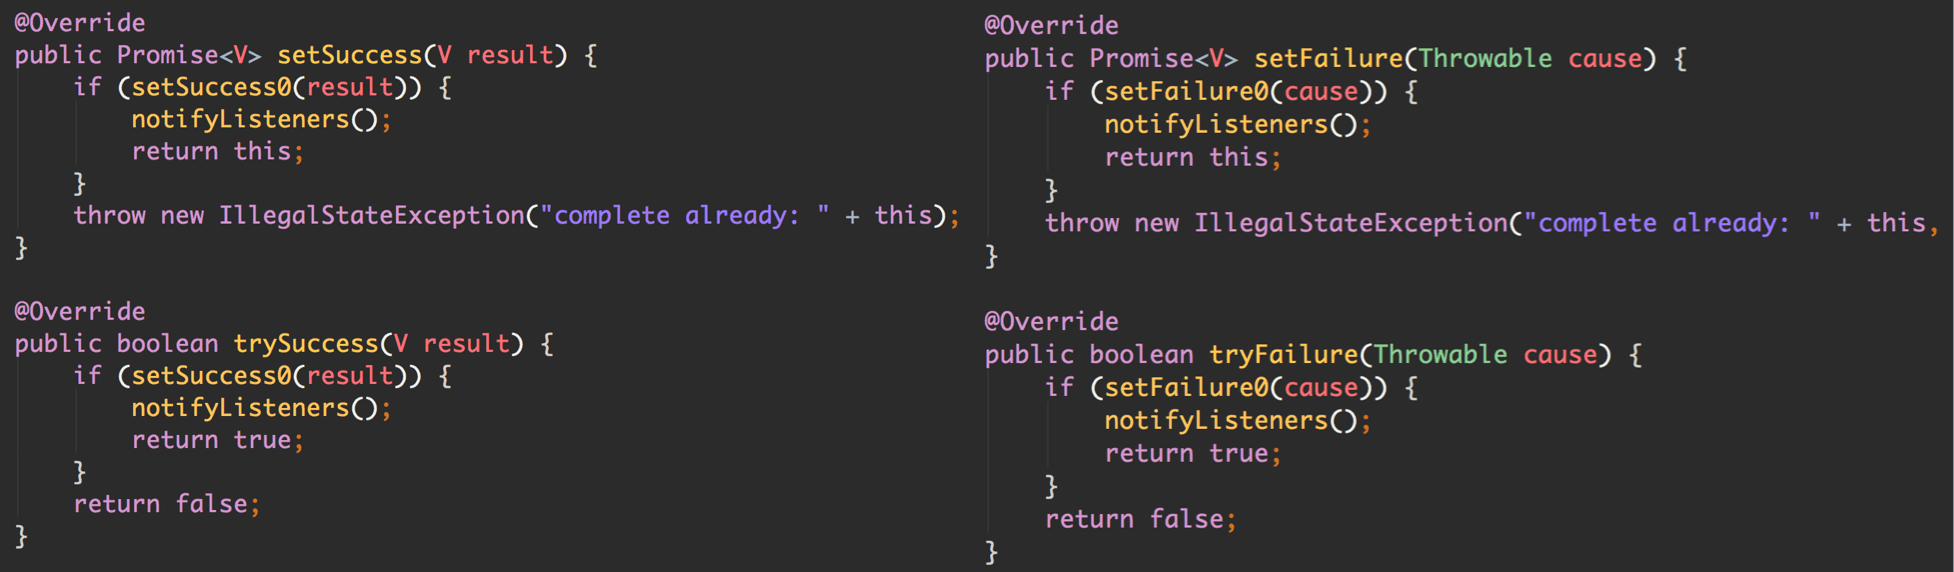 @Override
public Promise<V> setSuccess(V result) {
    if (setSuccess0(result)) {
        notifyListeners();
        return this;
    }
    throw new IllegalStateException("complete already: " + this);
}

@Override
public boolean trySuccess(V result) {
    if (setSuccess0(result)) {
        notifyListeners();
        return true;
    }
    return false;
}

@Override
public Promise<V> setFailure(Throwable cause) {
    if (setFailure0(cause)) {
        notifyListeners();
        return this;
    }
    throw new IllegalStateException("complete already: " + this,
}

@Override
public boolean tryFailure(Throwable cause) {
    if (setFailure0(cause)) {
        notifyListeners();
        return true;
    }
    return false;
}